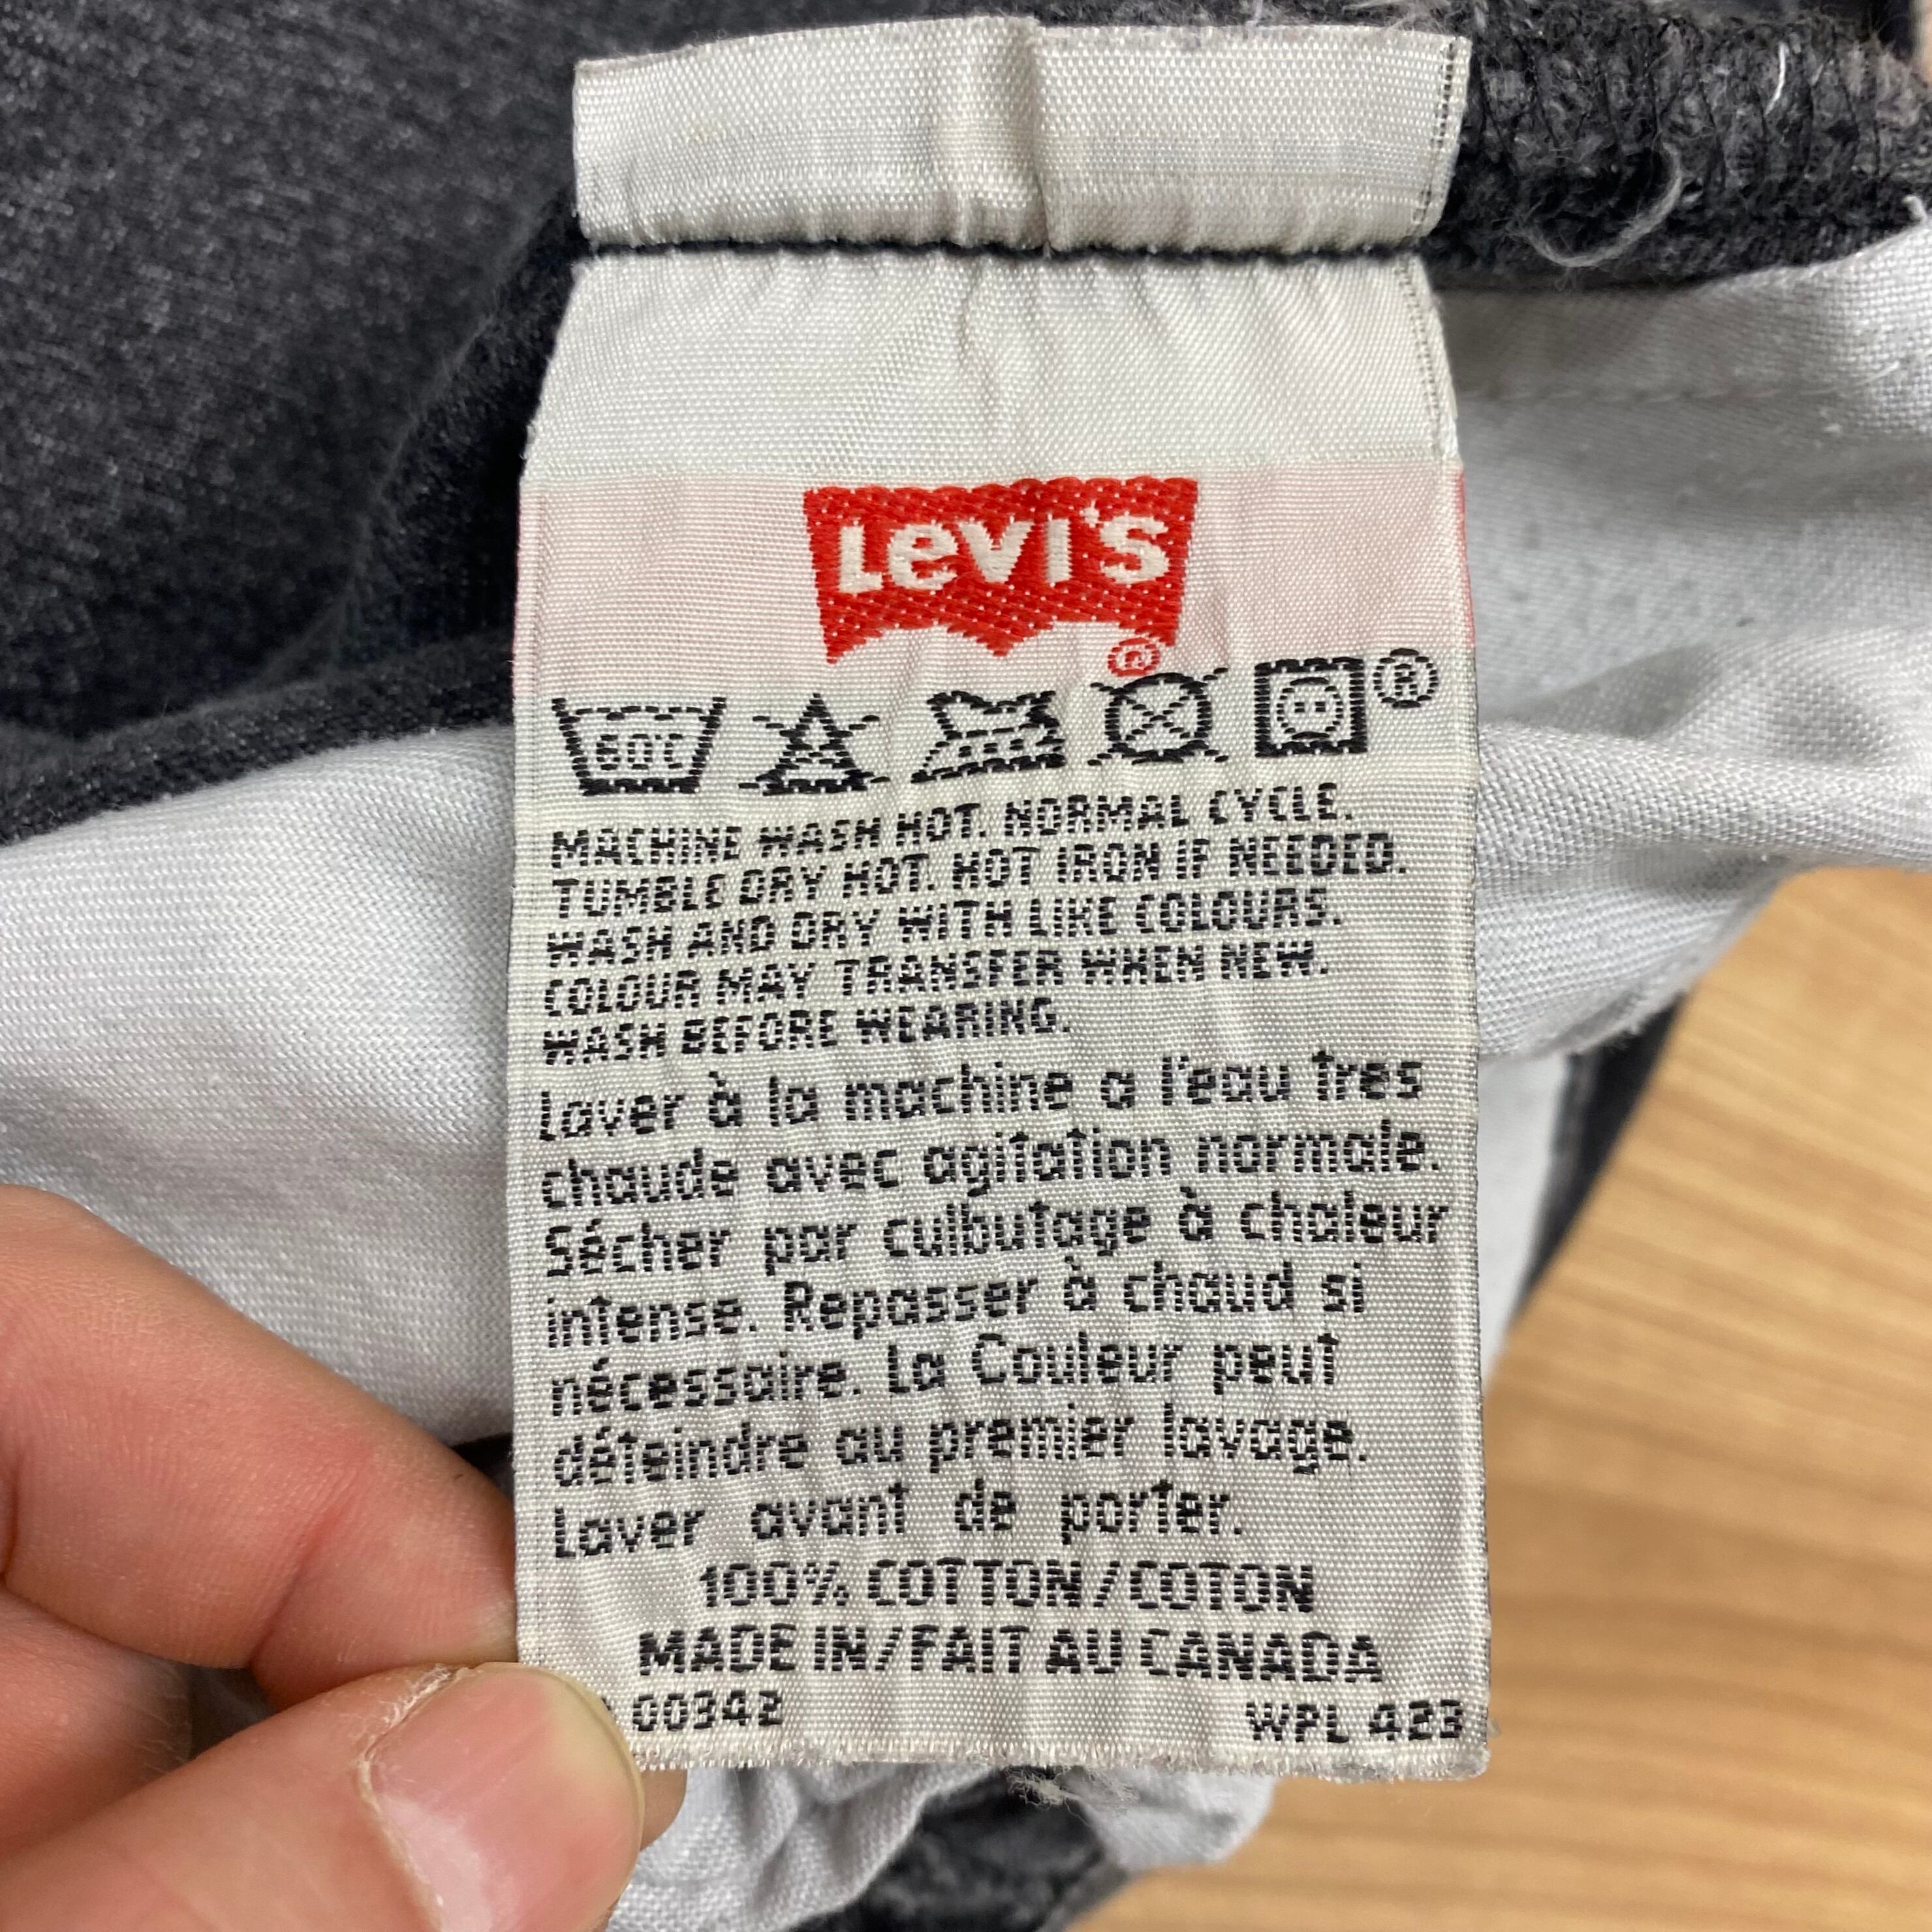 LEVI'S
®
60°C
®
MACHINE WASH HOT. NORMAL CYCLE.
TUMBLE DRY HOT. HOT IRON IF NEEDED.
WASH AND DRY WITH LIKE COLOURS.
COLOUR MAY TRANSFER WHEN NEW.
WASH BEFORE WEARING.
Laver à la machine a l'eau tres
chaude avec agitation normale.
Sécher par culbutage à chaleur
intense. Repasser à chaud si
nécessaire. La Couleur peut
déteindre au premier lavage.
Laver avant de porter.
100% COTTON/COTON
MADE IN/FAIT AU CANADA
00342 WPL 423